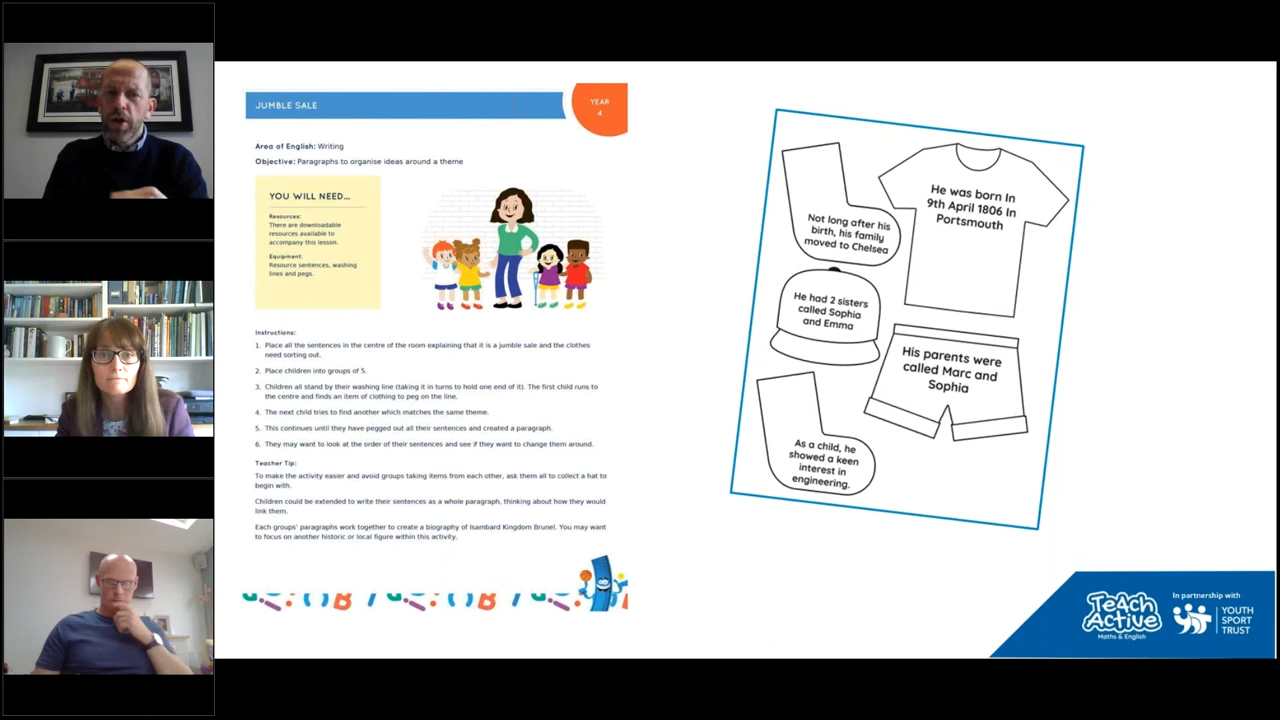 JUMBLE SALE
YEAR
4
Area of English: Writing
Objective: Paragraphs to organise ideas around a theme
YOU WILL NEED...
Resources:
There are downloadable
resources available to
accompany this lesson.
Equipment:
Resource sentences, washing
lines and pegs.
Instructions:
1. Place all the sentences in the centre of the room explaining that it is a jumble sale and the clothes
need sorting out.
2. Place children into groups of 5.
3. Children all stand by their washing line (taking it in turns to hold one end of it). The first child runs to
the centre and finds an item of clothing to peg on the line.
4. The next child tries to find another which matches the same theme.
5. This continues until they have pegged out all their sentences and created a paragraph.
6. They may want to look at the order of their sentences and see if they want to change them around.
Teacher Tip:
To make the activity easier and avoid groups taking items from each other, ask them all to collect a hat to
begin with.
Children could be extended to write their sentences as a whole paragraph, thinking about how they would
link them.
Each groups' paragraphs work together to create a biography of Isambard Kingdom Brunel. You may want
to focus on another historic or local figure within this activity.
Not long after his
birth, his family
moved to Chelsea
He was born In
9th April 1806 In
Portsmouth
He had 2 sisters
called Sophia
and Emma
His parents were
called Marc and
Sophia
As a child, he
showed a keen
interest in
engineering.
Teach
Active
Maths & English
In partnership with
YOUTH
SPORT
TRUST